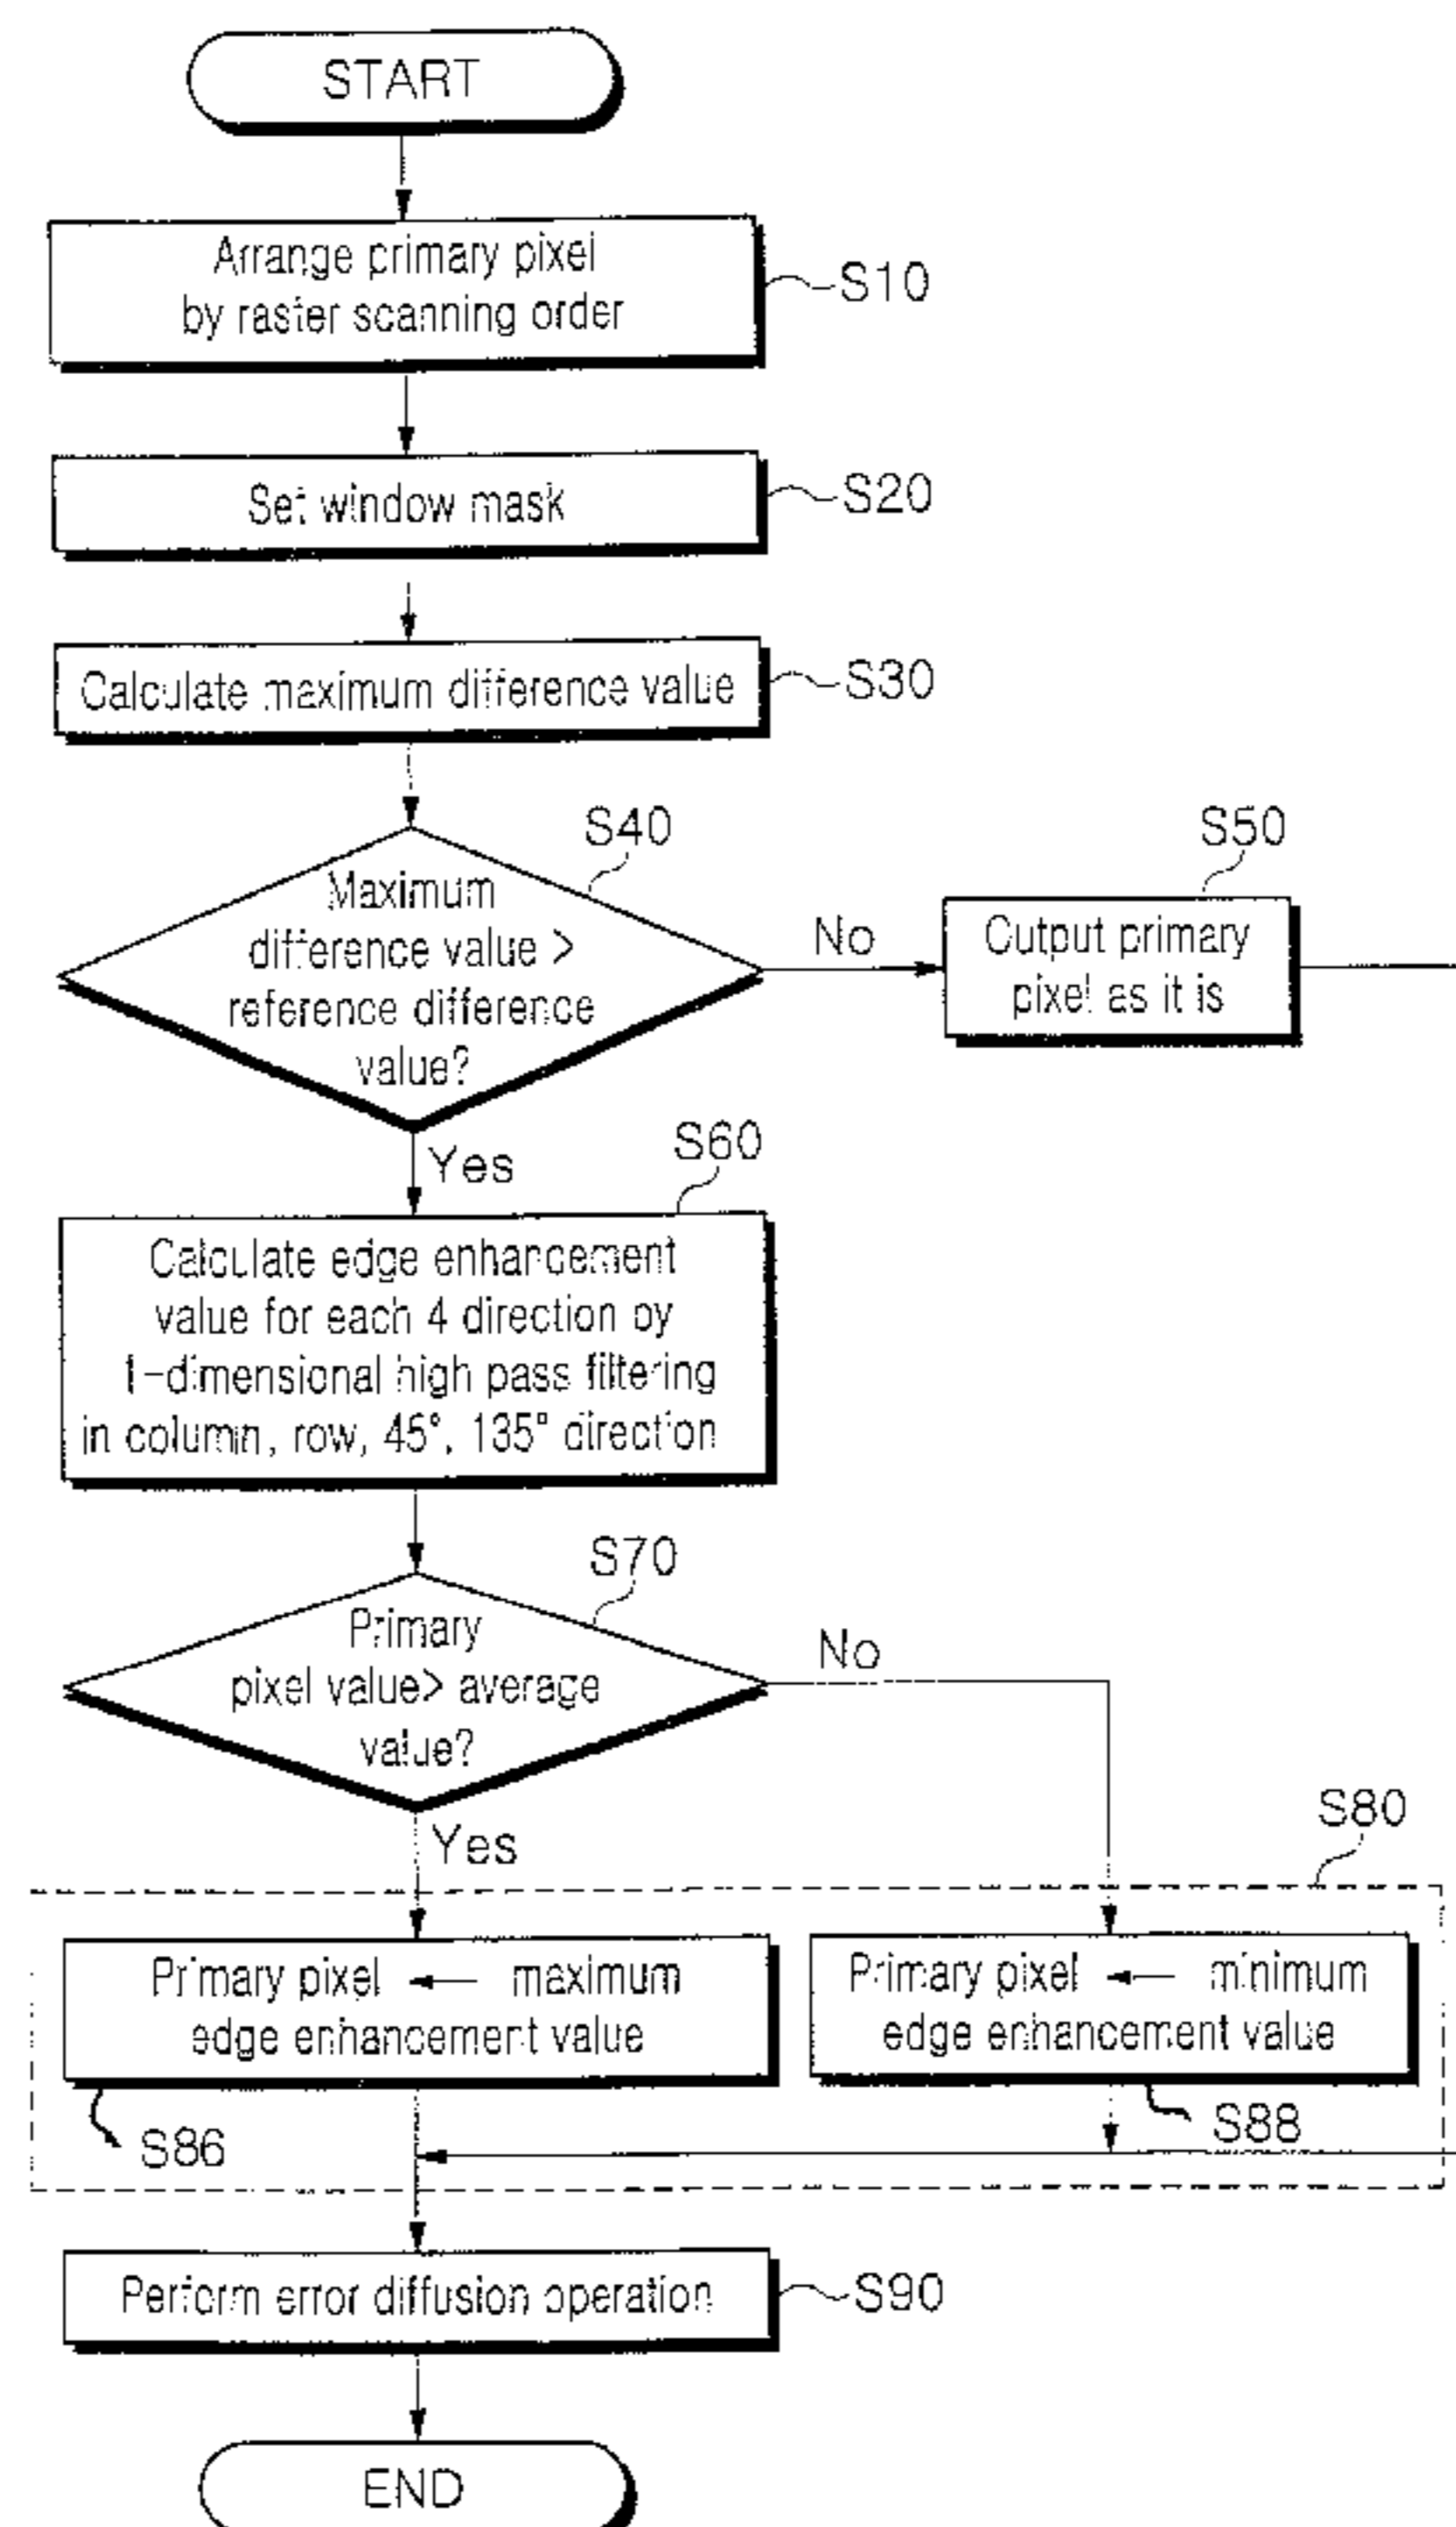 START
Arrange primary pixel
by raster scanning order
S10
Set window mask
S20
Calculate maximum difference value
S30
S40
Maximum
difference value >
reference difference
value?
No
S50
Output primary
pixel as it is
Yes
S60
Calculate edge enhancement
value for each 4 direction by
1-dimensional high pass filtering
in column, row, 45°, 135° direction
S70
Primary
pixel value> average
value?
No
Yes
S80
Primary pixel ← maximum
edge enhancement value
S86
Primary pixel ← minimum
edge enhancement value
S88
Perform error diffusion operation
S90
END